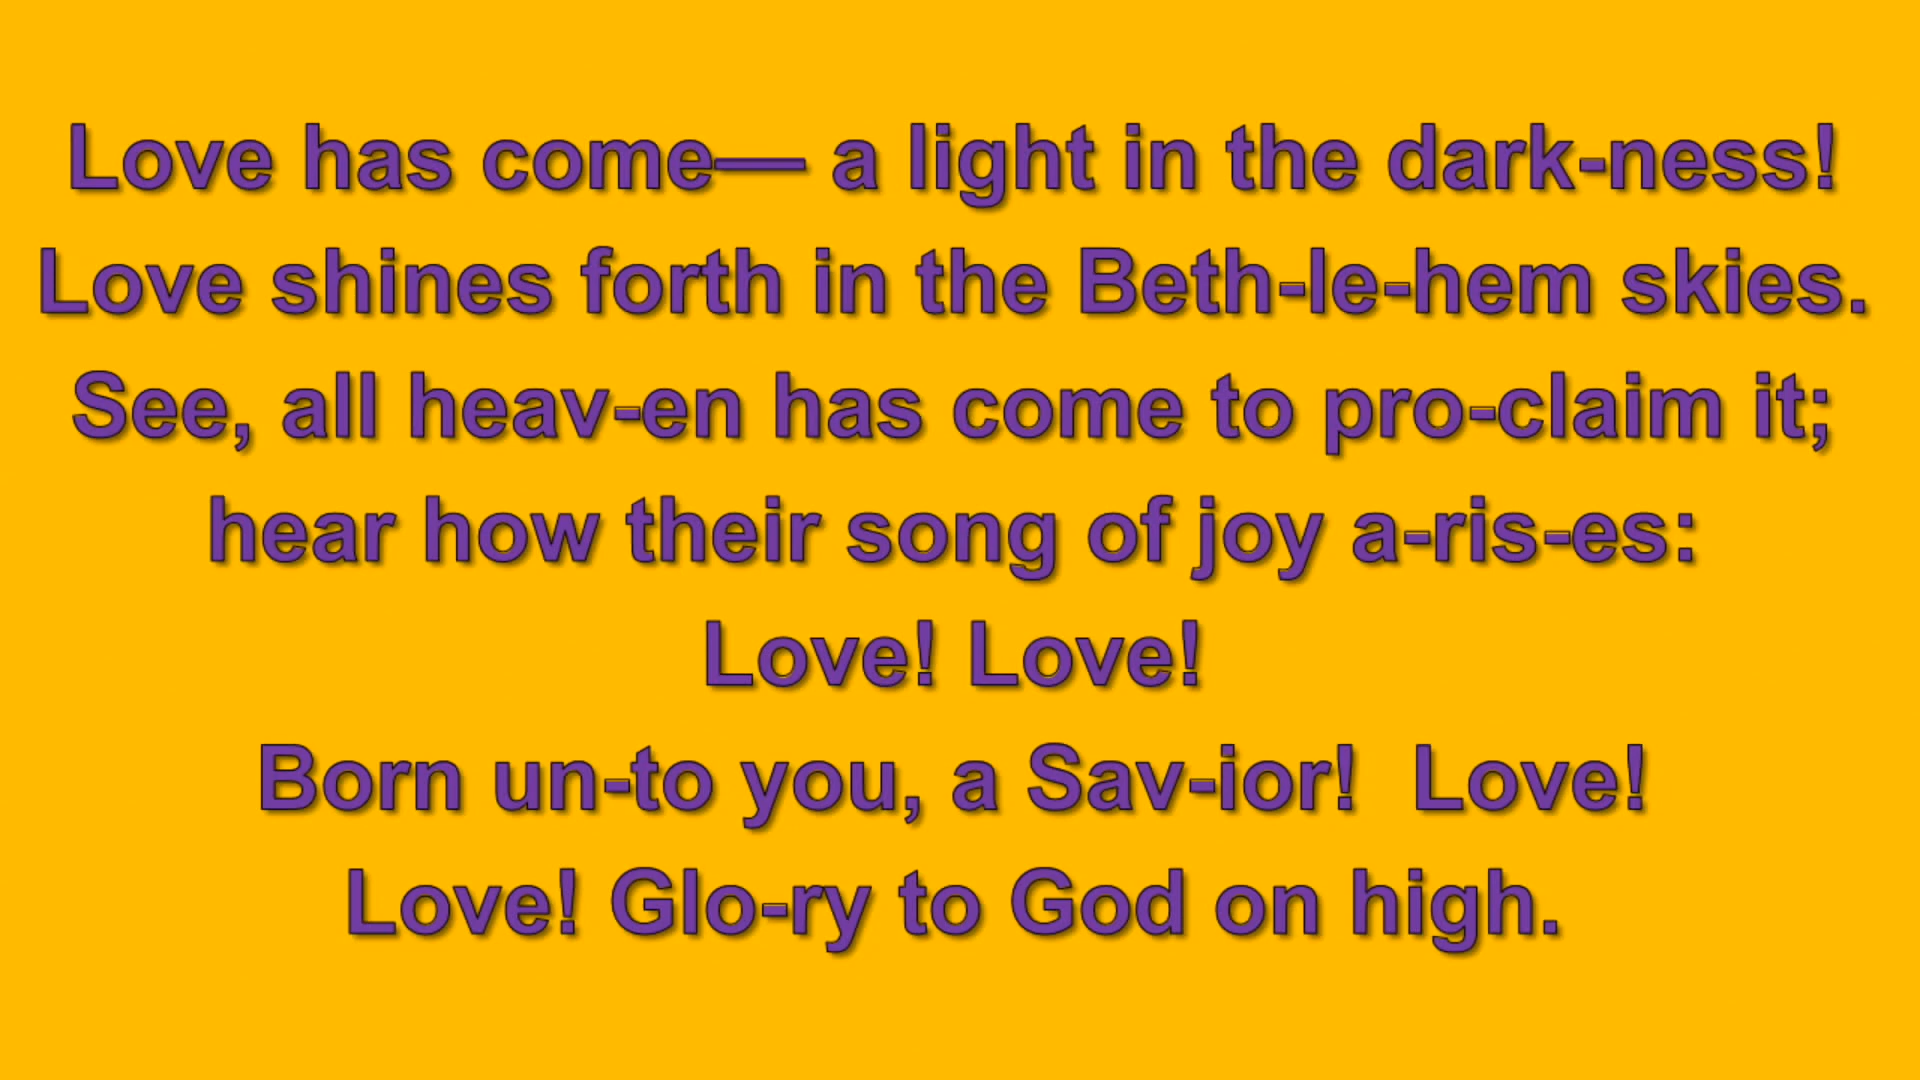 Love has come— a light in the dark-ness!
Love shines forth in the Beth-le-hem skies.
See, all heav-en has come to pro-claim it;
hear how their song of joy a-ris-es:
Love! Love!
Born un-to you, a Sav-ior!  Love!
Love! Glo-ry to God on high.